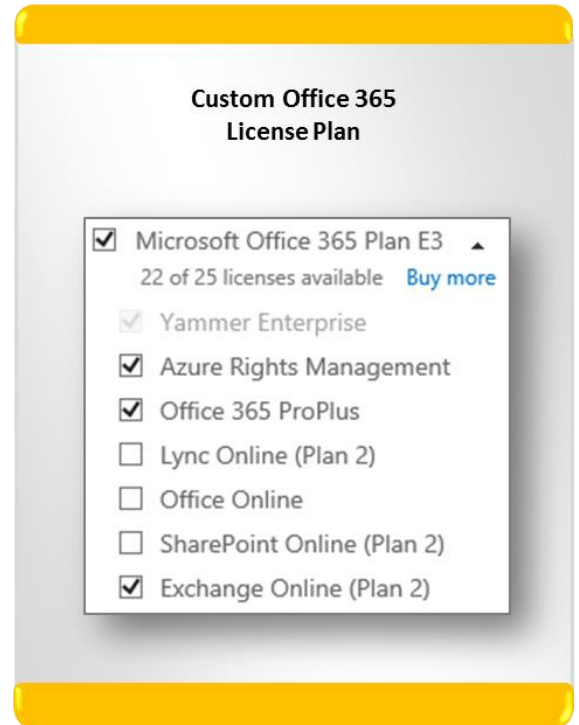 Custom Office 365
License Plan
Microsoft Office 365 Plan E3
22 of 25 licenses available Buy more
Yammer Enterprise
Azure Rights Management
Office 365 ProPlus
Lync Online (Plan 2)
Office Online
SharePoint Online (Plan 2)
Exchange Online (Plan 2)